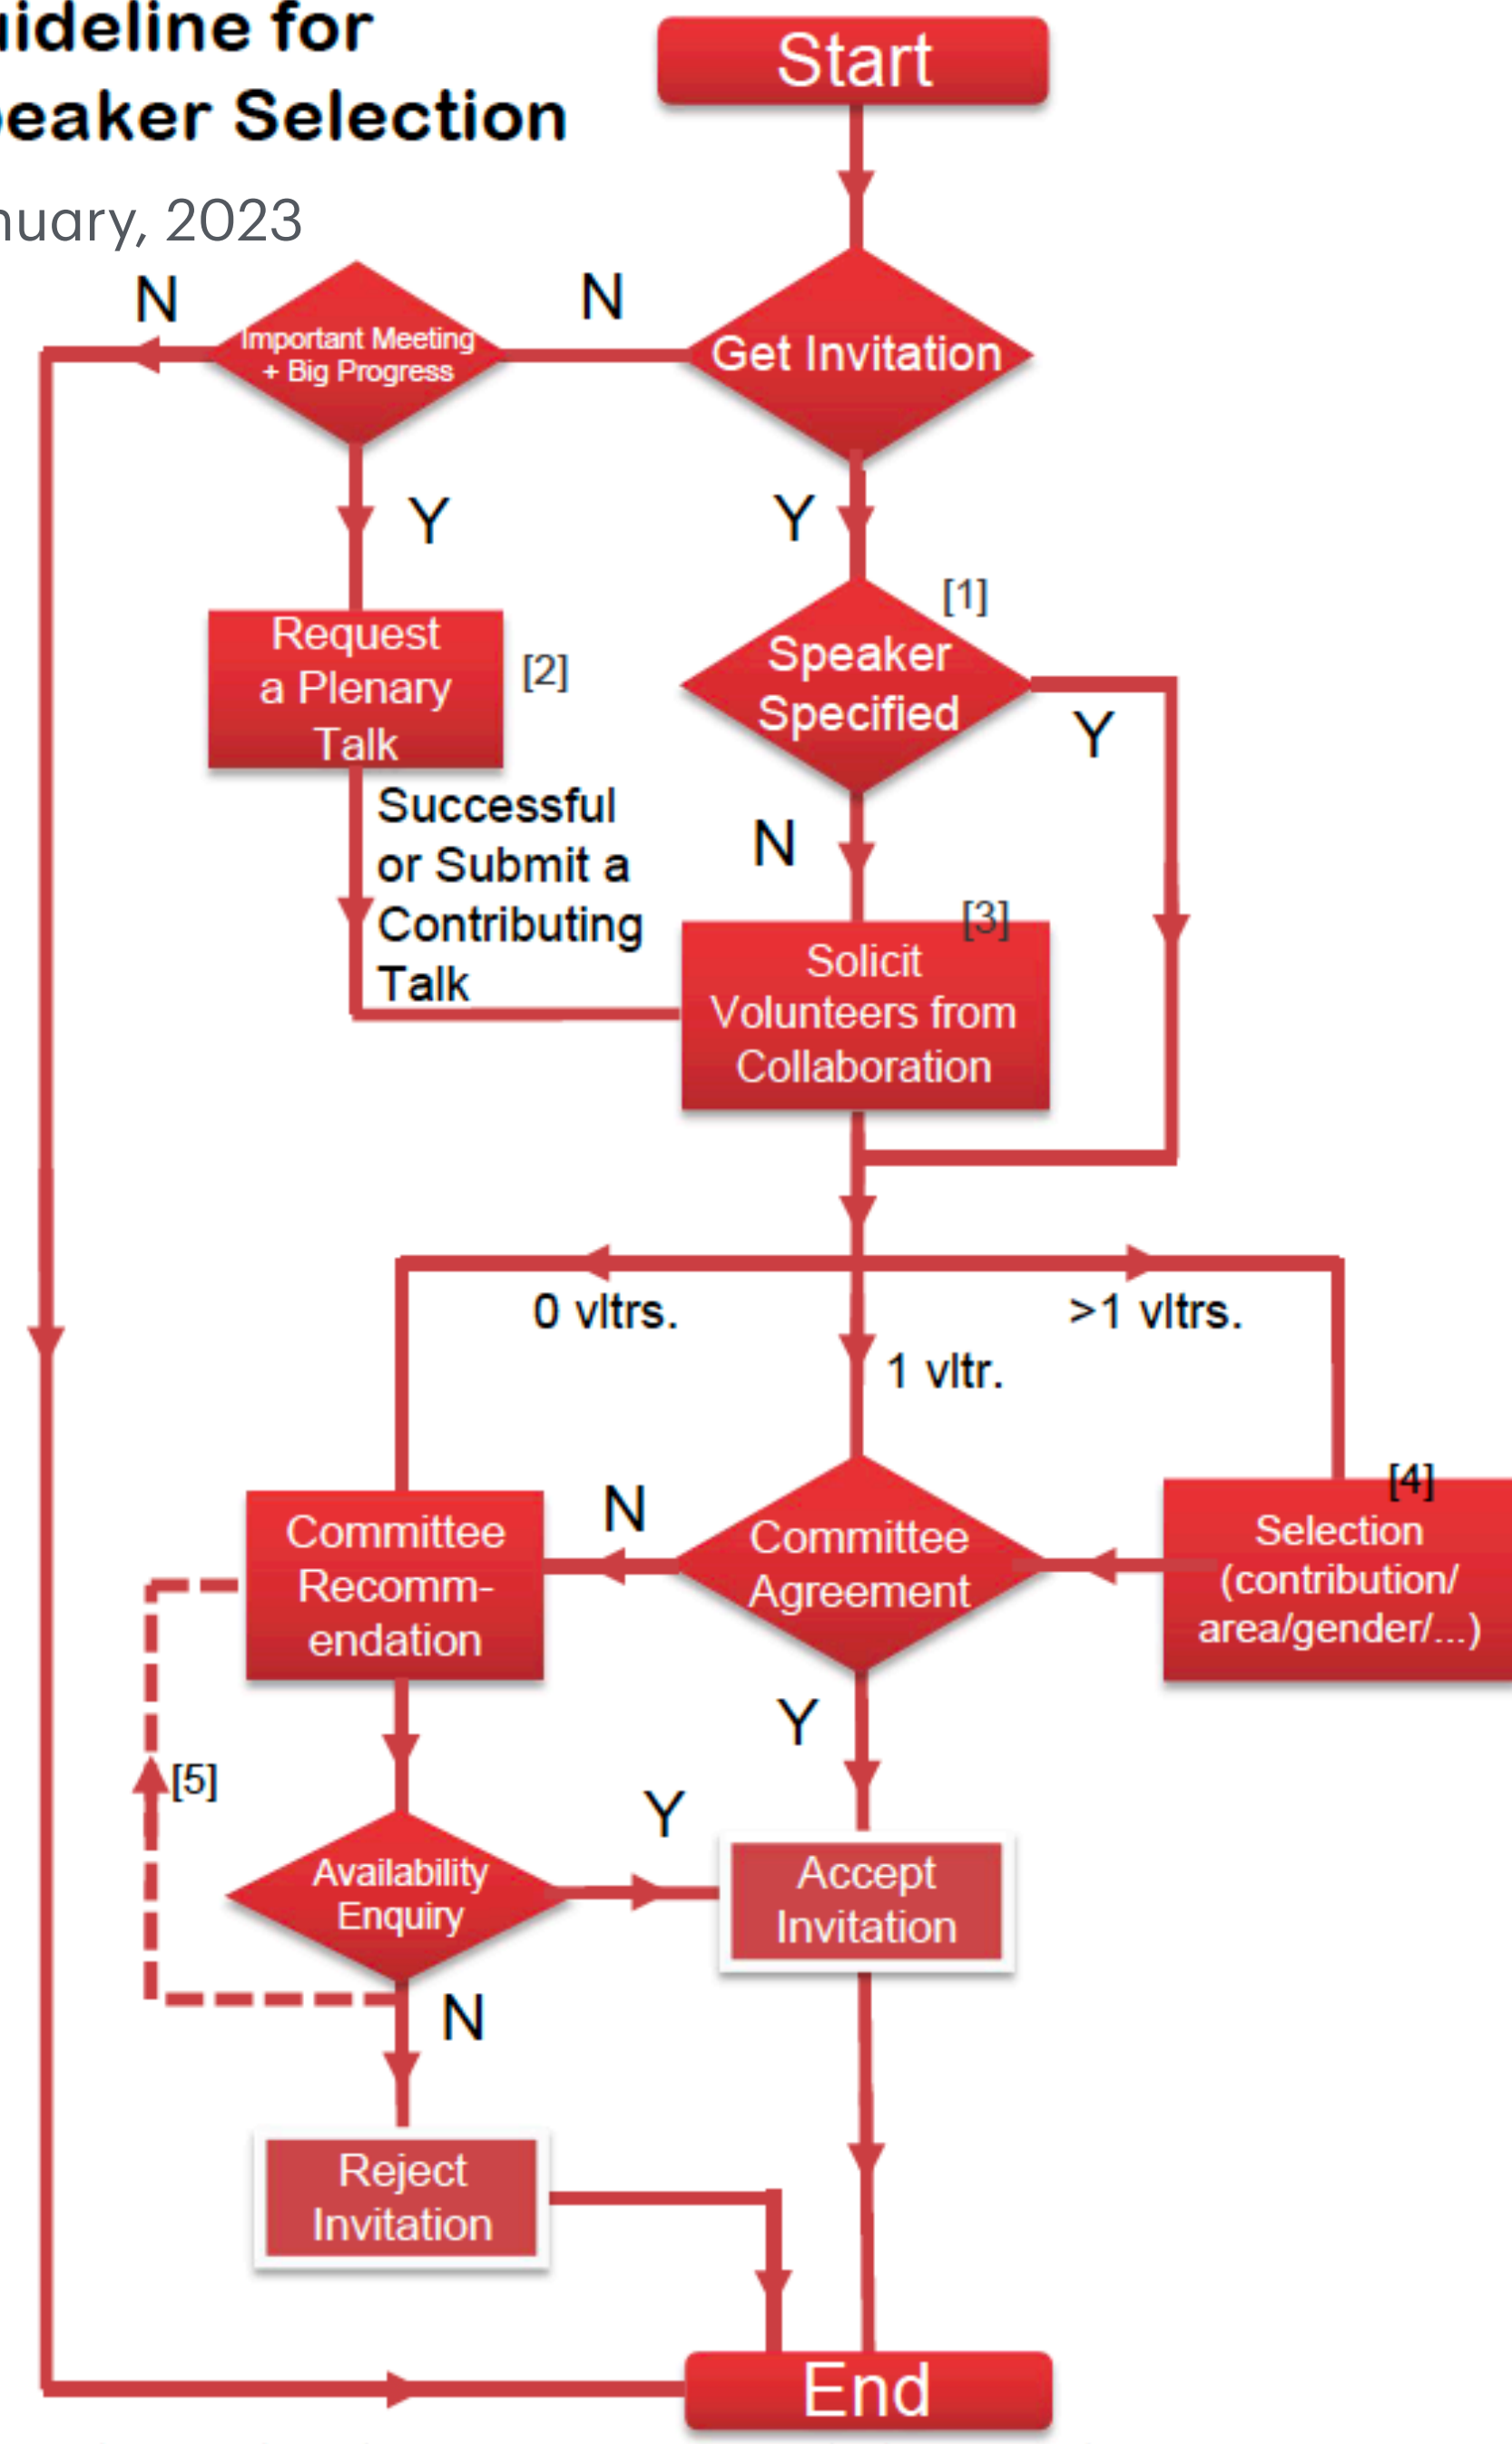 uideline for
eaker Selection
nuary, 2023
Start
N
N
Important Meeting
+ Big Progress
Get Invitation
Y
Y
[1]
Request
a Plenary
Talk
[2]
Speaker
Specified
Y
Successful
or Submit a
Contributing
Talk
N
[3]
Solicit
Volunteers from
Collaboration
0 vltrs.
>1 vltrs.
1 vltr.
[4]
N
Committee
Recomm-
endation
Committee
Agreement
Selection
(contribution/
area/gender/...)
Y
[5]
Y
Availability
Enquiry
Accept
Invitation
N
Reject
Invitation
End